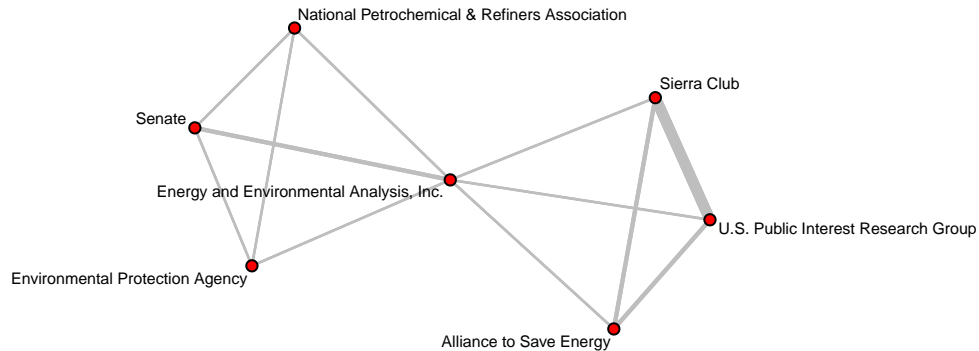 National Petrochemical & Refiners Association
Sierra Club
Senate
Energy and Environmental Analysis, Inc.
U.S. Public Interest Research Group
Environmental Protection Agency
Alliance to Save Energy